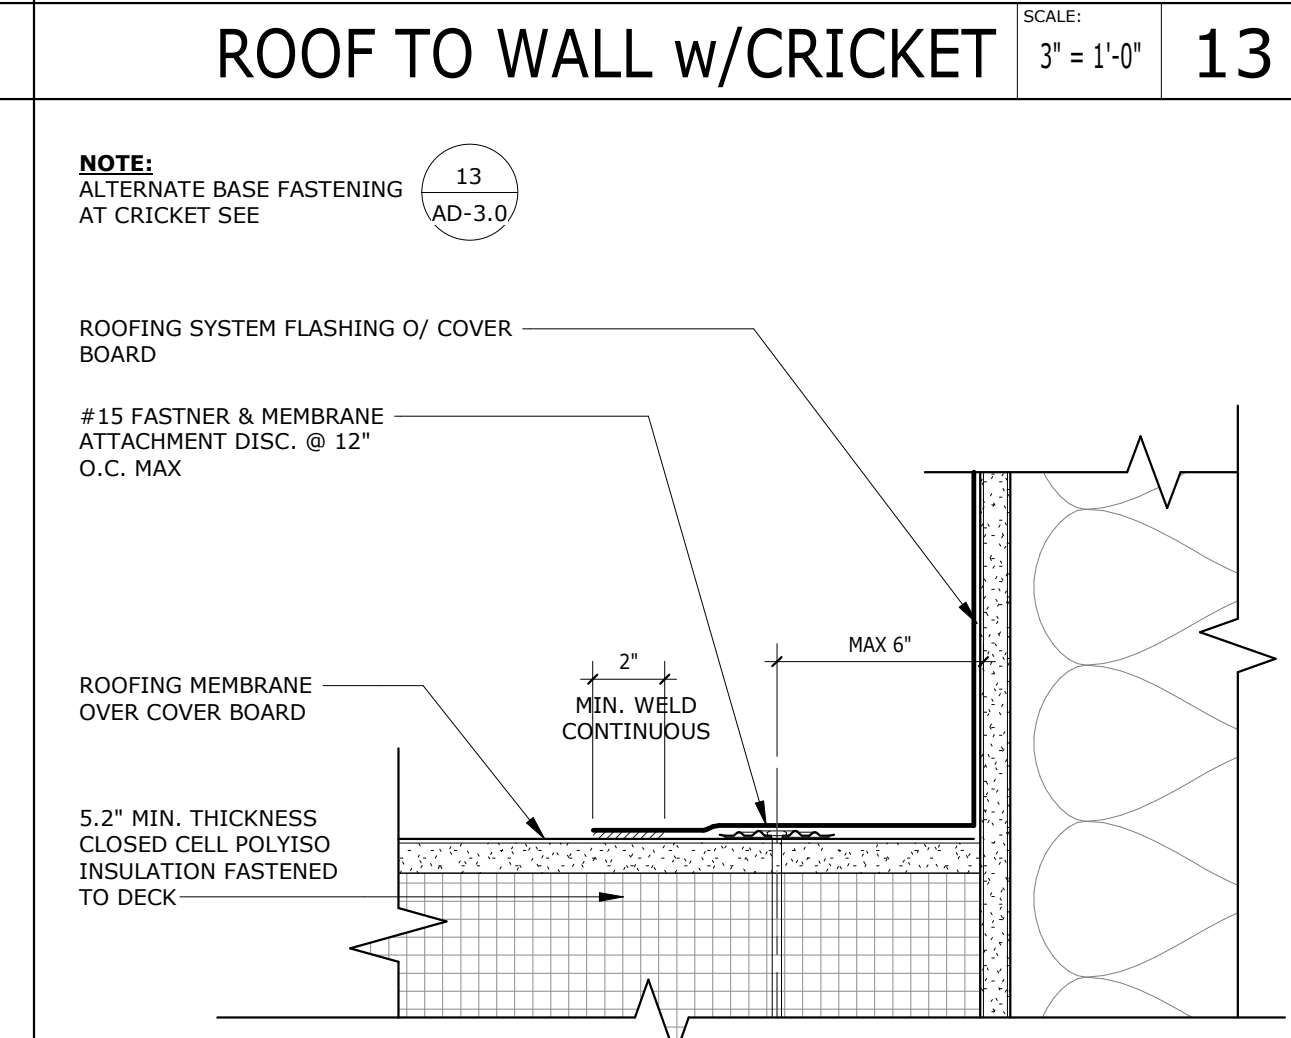 ROOF TO WALL w/CRICKET
SCALE:
3" = 1'-0"
13
NOTE:
ALTERNATE BASE FASTENING
AT CRICKET SEE
13
AD-3.0
ROOFING SYSTEM FLASHING O/ COVER
BOARD
#15 FASTNER & MEMBRANE
ATTACHMENT DISC. @ 12"
O.C. MAX
MAX 6"
2"
MIN. WELD
CONTINUOUS
ROOFING MEMBRANE
OVER COVER BOARD
5.2" MIN. THICKNESS
CLOSED CELL POLYISO
INSULATION FASTENED
TO DECK